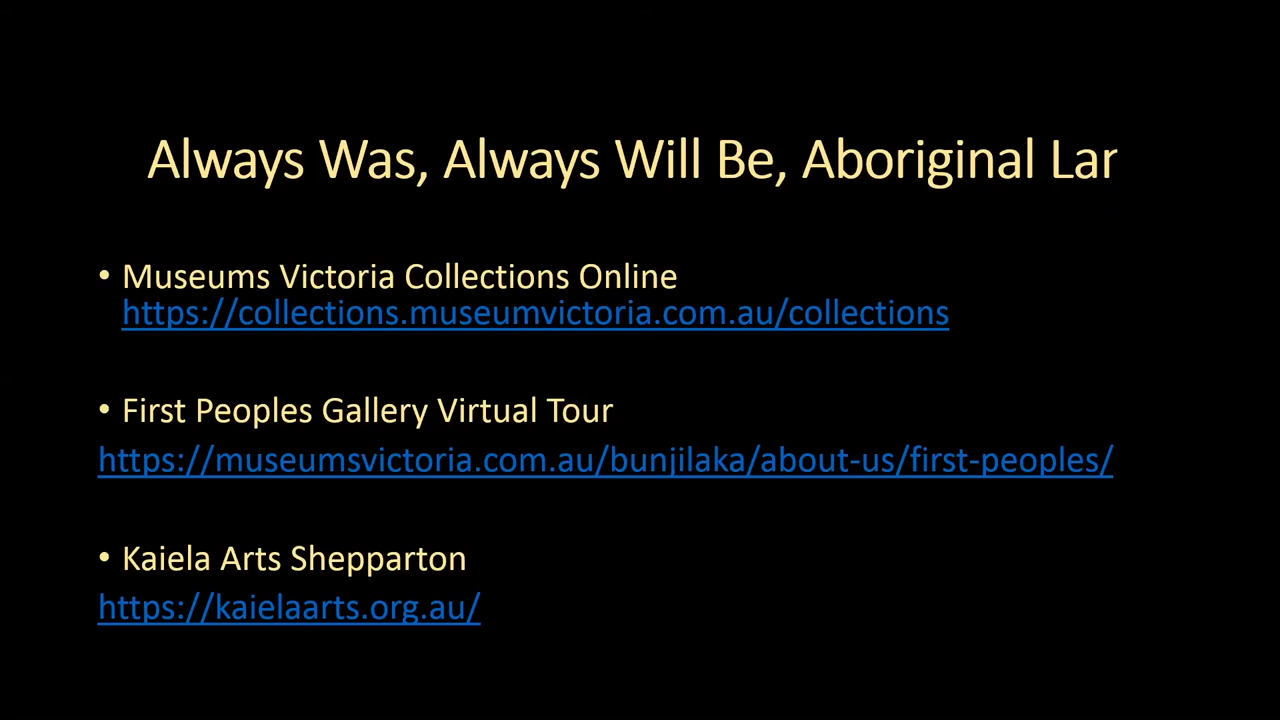 Always Was, Always Will Be, Aboriginal Lar
• Museums Victoria Collections Online
https://collections.museumvictoria.com.au/collections
• First Peoples Gallery Virtual Tour
https://museumsvictoria.com.au/bunjilaka/about-us/first-peoples/
• Kaiela Arts Shepparton
https://kaielaarts.org.au/